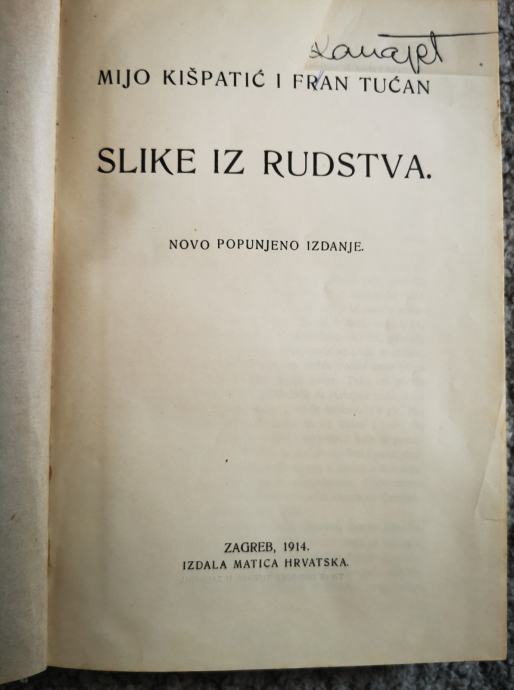 MIJO KIŠPATIĆ I FRAN TUĆAN
SLIKE IZ RUDSTVA.
NOVO POPUNJENO IZDANJE.
ZAGREB, 1914.
IZDALA MATICA HRVATSKA.